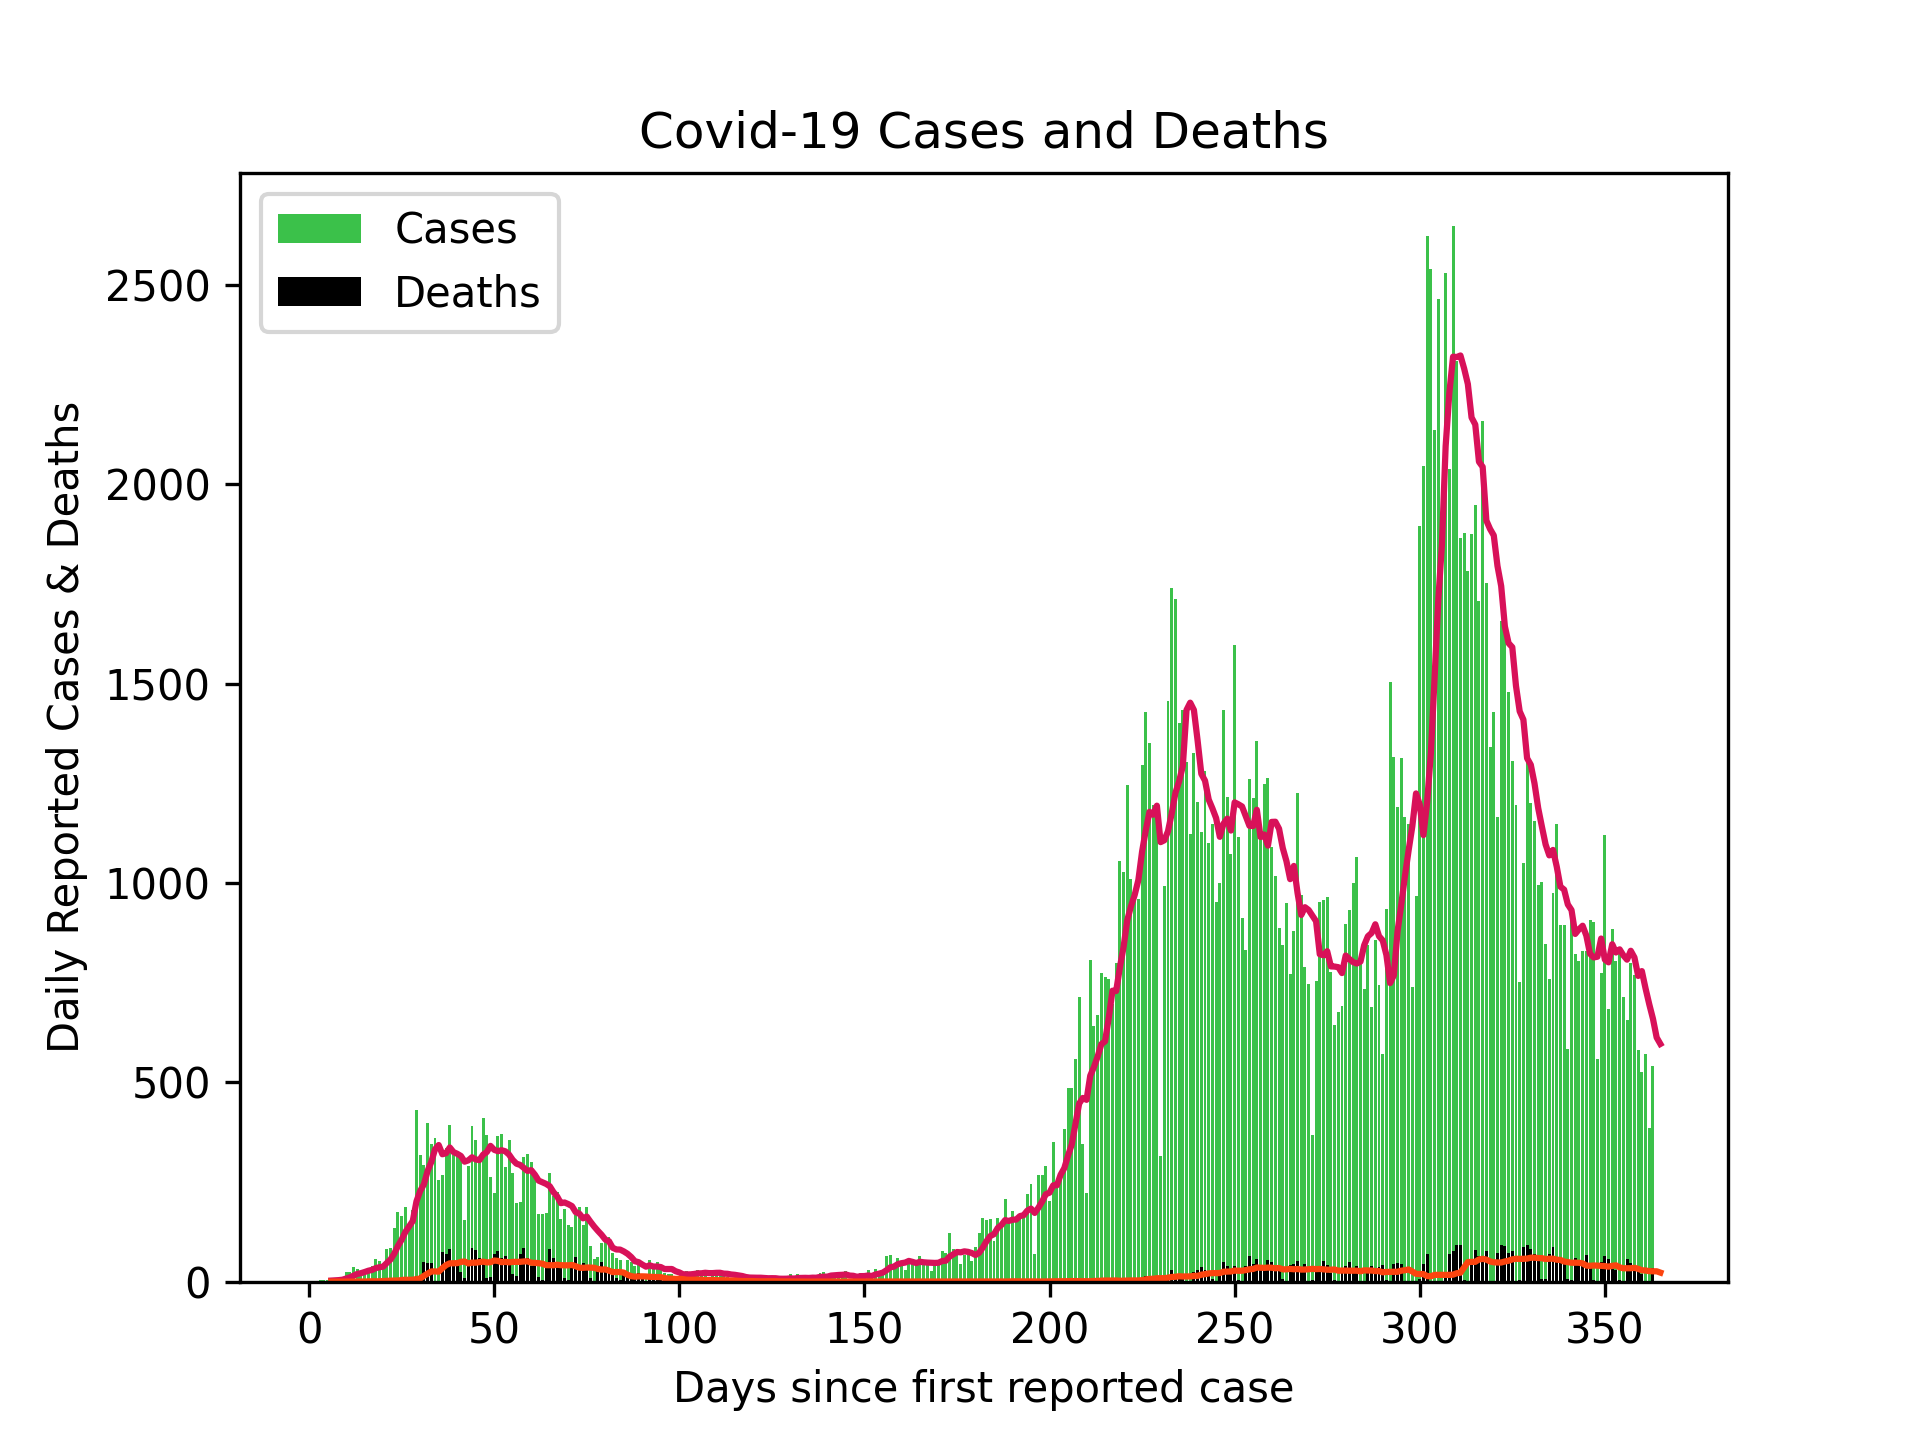 Covid-19 Cases and Deaths
Cases
Deaths
Daily Reported Cases & Deaths
2500
2000
1500
1000
500
0
0 50 100 150 200 250 300 350
Days since first reported case